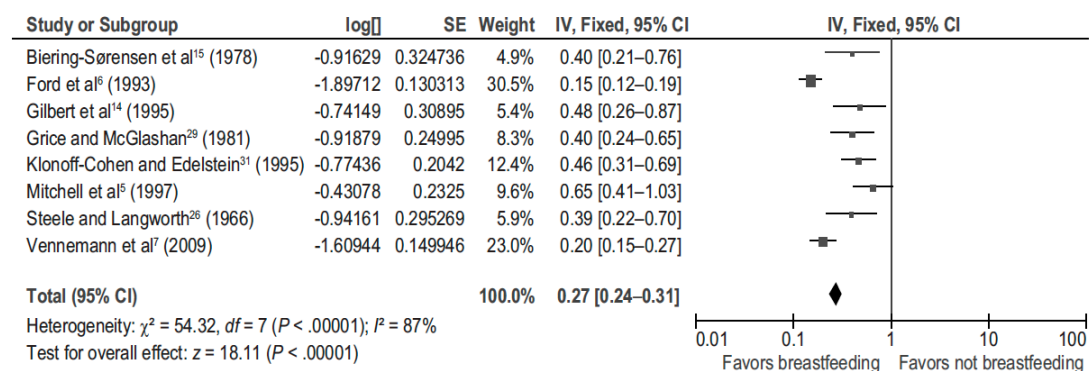 Study or Subgroup log[] SE Weight IV, Fixed, 95% CI IV, Fixed, 95% CI
Biering-Sørensen et al¹⁵ (1978) -0.91629 0.324736 4.9% 0.40 [0.21–0.76]
Ford et al⁶ (1993) -1.89712 0.130313 30.5% 0.15 [0.12–0.19]
Gilbert et al¹⁴ (1995) -0.74149 0.30895 5.4% 0.48 [0.26–0.87]
Grice and McGlashan²⁹ (1981) -0.91879 0.24995 8.3% 0.40 [0.24–0.65]
Klonoff-Cohen and Edelstein³¹ (1995) -0.77436 0.2042 12.4% 0.46 [0.31–0.69]
Mitchell et al⁵ (1997) -0.43078 0.2325 9.6% 0.65 [0.41–1.03]
Steele and Langworth²⁶ (1966) -0.94161 0.295269 5.9% 0.39 [0.22–0.70]
Vennemann et al⁷ (2009) -1.60944 0.149946 23.0% 0.20 [0.15–0.27]
Total (95% CI) 100.0% 0.27 [0.24–0.31]
Heterogeneity: χ² = 54.32, df = 7 (P < .00001); I² = 87%
Test for overall effect: z = 18.11 (P < .00001)
0.01 0.1 1 10 100
Favors breastfeeding Favors not breastfeeding